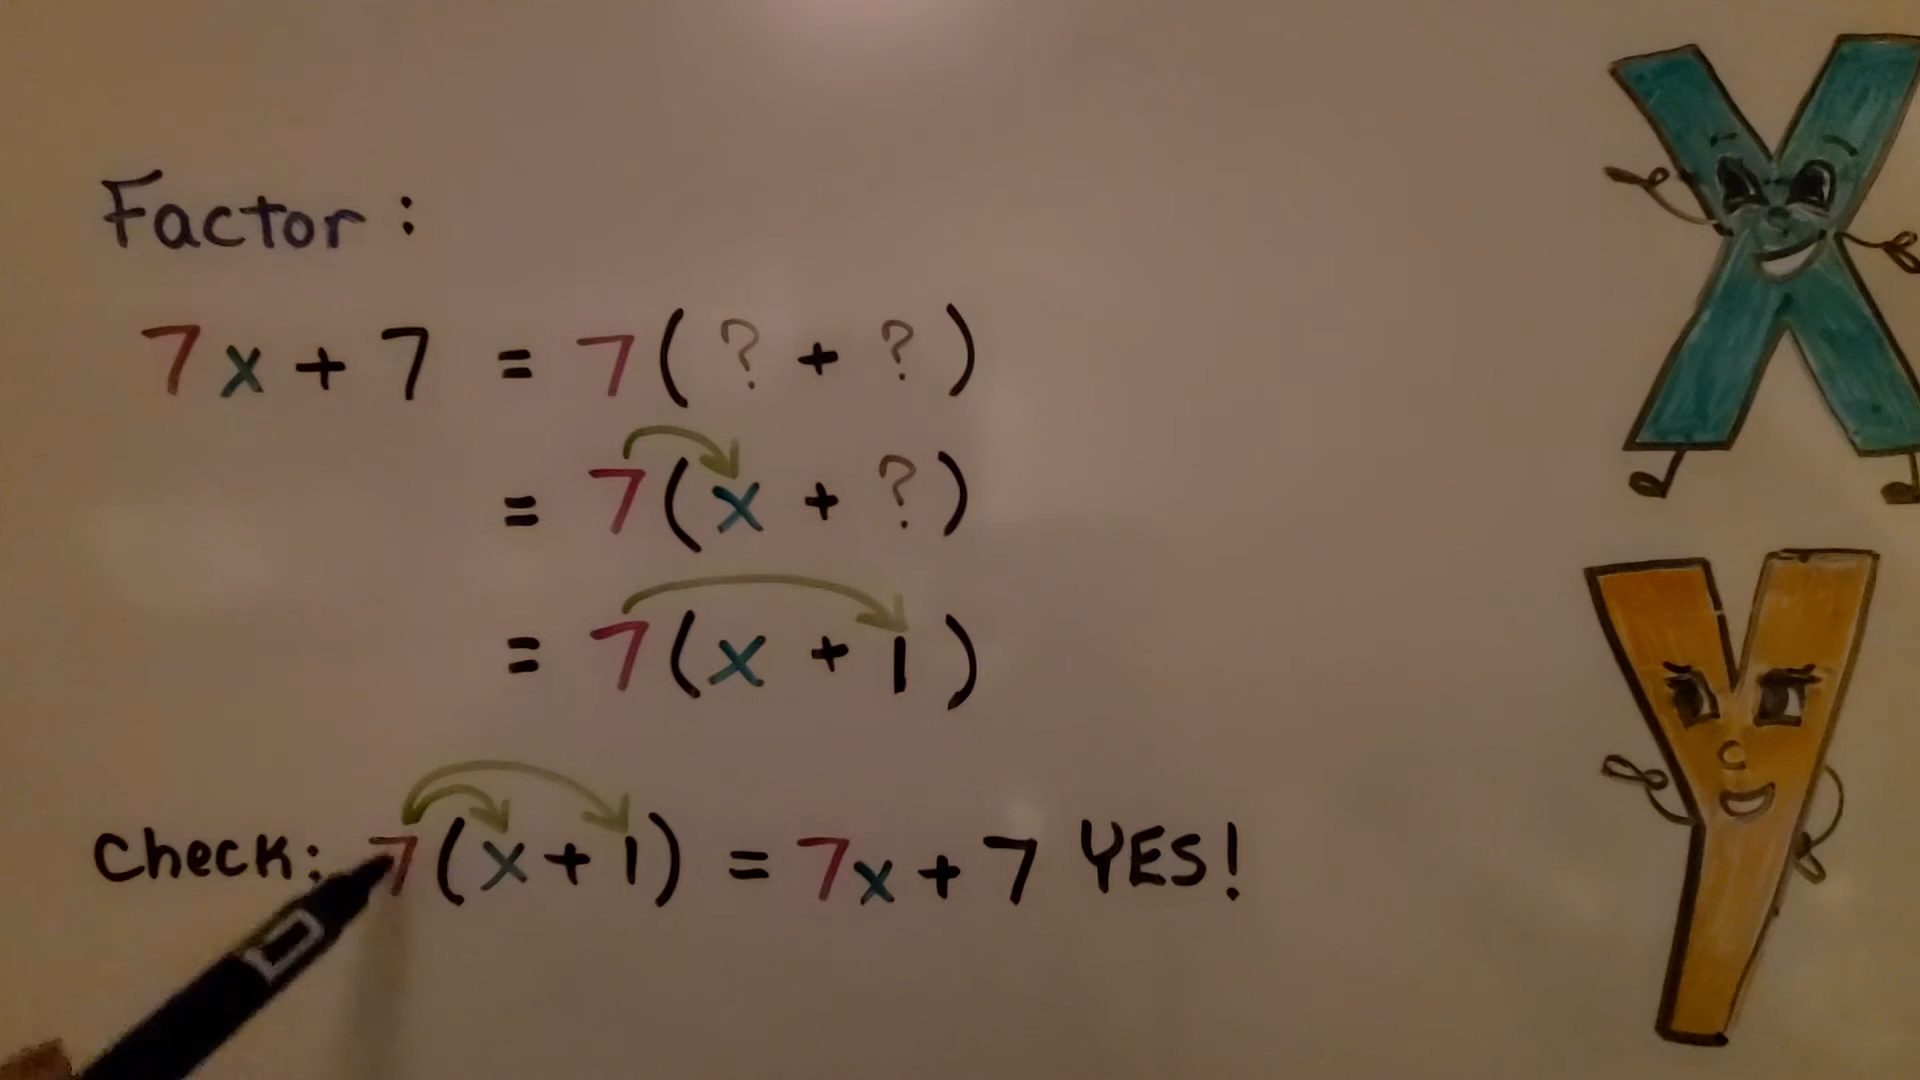 Factor:
7x + 7 = 7( ? + ? )
= 7(x + ?)
= 7(x + 1)
Check: 7(x + 1) = 7x + 7 YES!
X
Y